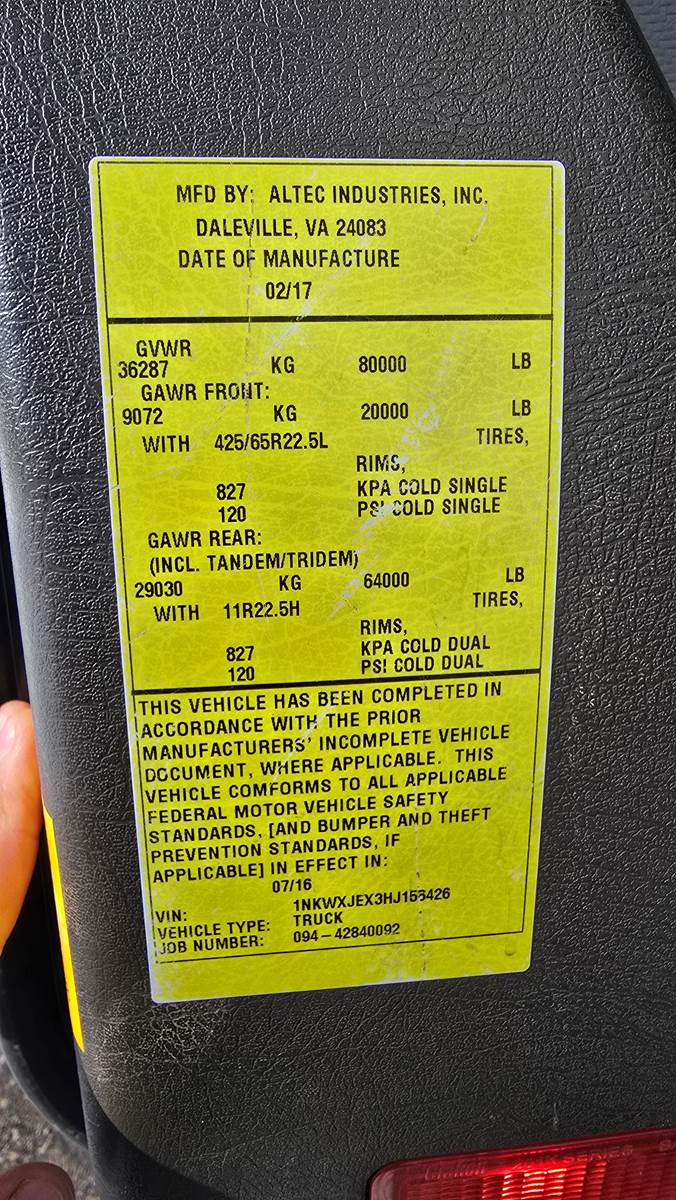 MFD BY: ALTEC INDUSTRIES, INC.
DALEVILLE, VA 24083
DATE OF MANUFACTURE
02/17
GVWR
36287 KG 80000 LB
GAWR FRONT:
9072 KG 20000 LB
WITH 425/65R22.5L TIRES,
RIMS,
827 KPA COLD SINGLE
120 PSI COLD SINGLE
GAWR REAR:
(INCL. TANDEM/TRIDEM)
29030 KG 64000 LB
WITH 11R22.5H TIRES,
RIMS,
827 KPA COLD DUAL
120 PSI COLD DUAL
THIS VEHICLE HAS BEEN COMPLETED IN
ACCORDANCE WITH THE PRIOR
MANUFACTURERS' INCOMPLETE VEHICLE
DOCUMENT, WHERE APPLICABLE. THIS
VEHICLE COMFORMS TO ALL APPLICABLE
FEDERAL MOTOR VEHICLE SAFETY
STANDARDS, [AND BUMPER AND THEFT
PREVENTION STANDARDS, IF
APPLICABLE] IN EFFECT IN:
07/16
VIN: 1NKWXJEX3HJ156426
VEHICLE TYPE: TRUCK
JOB NUMBER: 094-42840092
SERIES